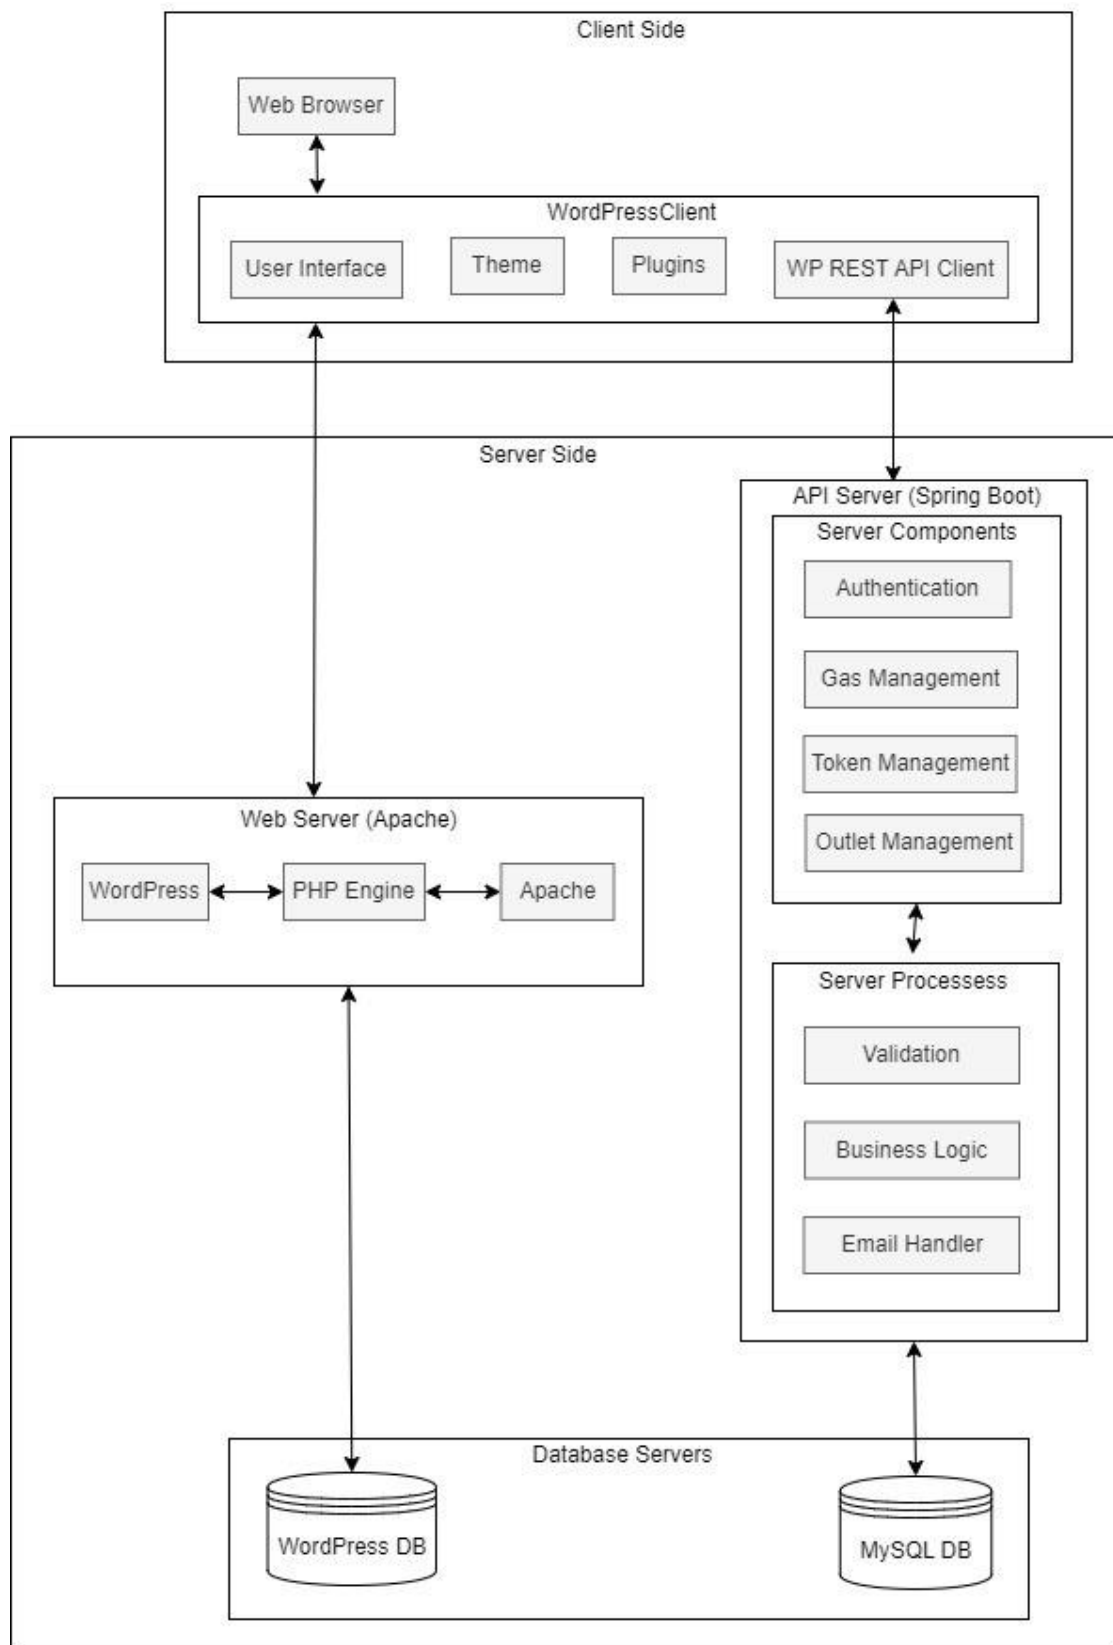 Client Side
Web Browser
WordPressClient
User Interface
Theme
Plugins
WP REST API Client
Server Side
API Server (Spring Boot)
Server Components
Authentication
Gas Management
Token Management
Outlet Management
Web Server (Apache)
WordPress
PHP Engine
Apache
Server Processess
Validation
Business Logic
Email Handler
Database Servers
WordPress DB
MySQL DB